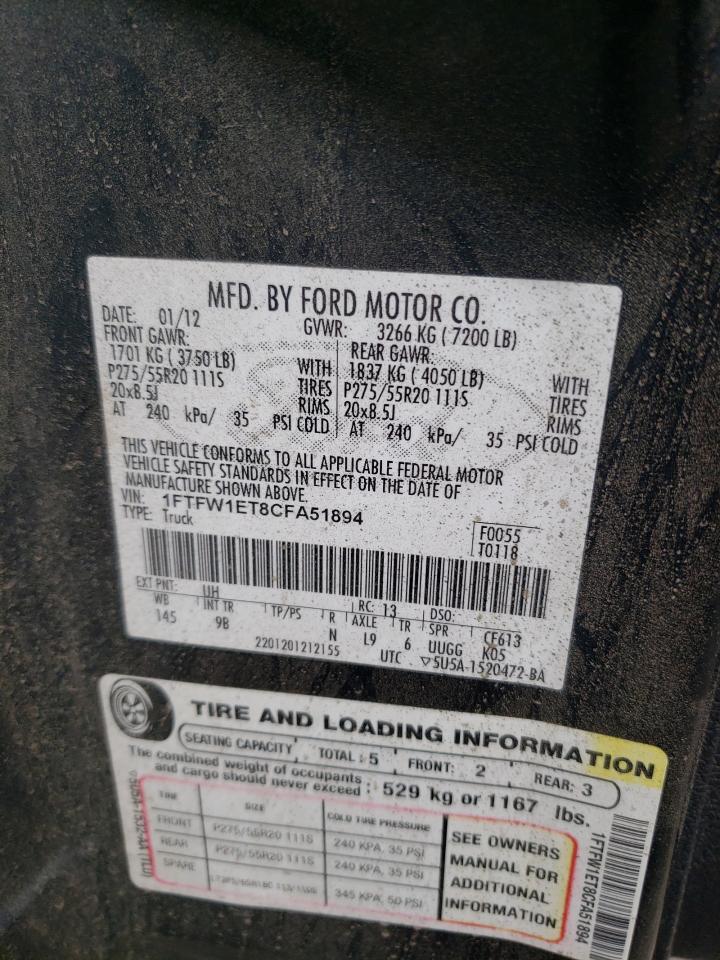 MFD. BY FORD MOTOR CO.
DATE: 01/12 GVWR: 3266 KG ( 7200 LB)
FRONT GAWR: REAR GAWR:
1701 KG ( 3750 LB) WITH 1837 KG ( 4050 LB) WITH
P275/55R20 111S TIRES P275/55R20 111S TIRES
20x8.5J RIMS 20x8.5J RIMS
AT 240 kPa/ 35 PSI COLD AT 240 kPa/ 35 PSI COLD
THIS VEHICLE CONFORMS TO ALL APPLICABLE FEDERAL MOTOR
VEHICLE SAFETY STANDARDS IN EFFECT ON THE DATE OF
MANUFACTURE SHOWN ABOVE.
VIN: 1FTFW1ET8CFA51894
TYPE: Truck
F0055
T0118
EXT PNT: UH RC: 13 DSO:
WB INT TR TP/PS R AXLE TR SPR CF613
145 9B N L9 6 UUGG K05
2201201212155 UTC ▽5U5A-1520472-BA
TIRE AND LOADING INFORMATION
SEATING CAPACITY TOTAL : 5 FRONT: 2 REAR: 3
The combined weight of occupants
and cargo should never exceed : 529 kg or 1167 lbs.
TIRE SIZE COLD TIRE PRESSURE
FRONT P275/55R20 111S 240 KPA, 35 PSI
REAR P275/55R20 111S 240 KPA, 35 PSI
SPARE 345 KPA, 50 PSI
SEE OWNERS
MANUAL FOR
ADDITIONAL
INFORMATION
1FTFW1ET8CFA51894